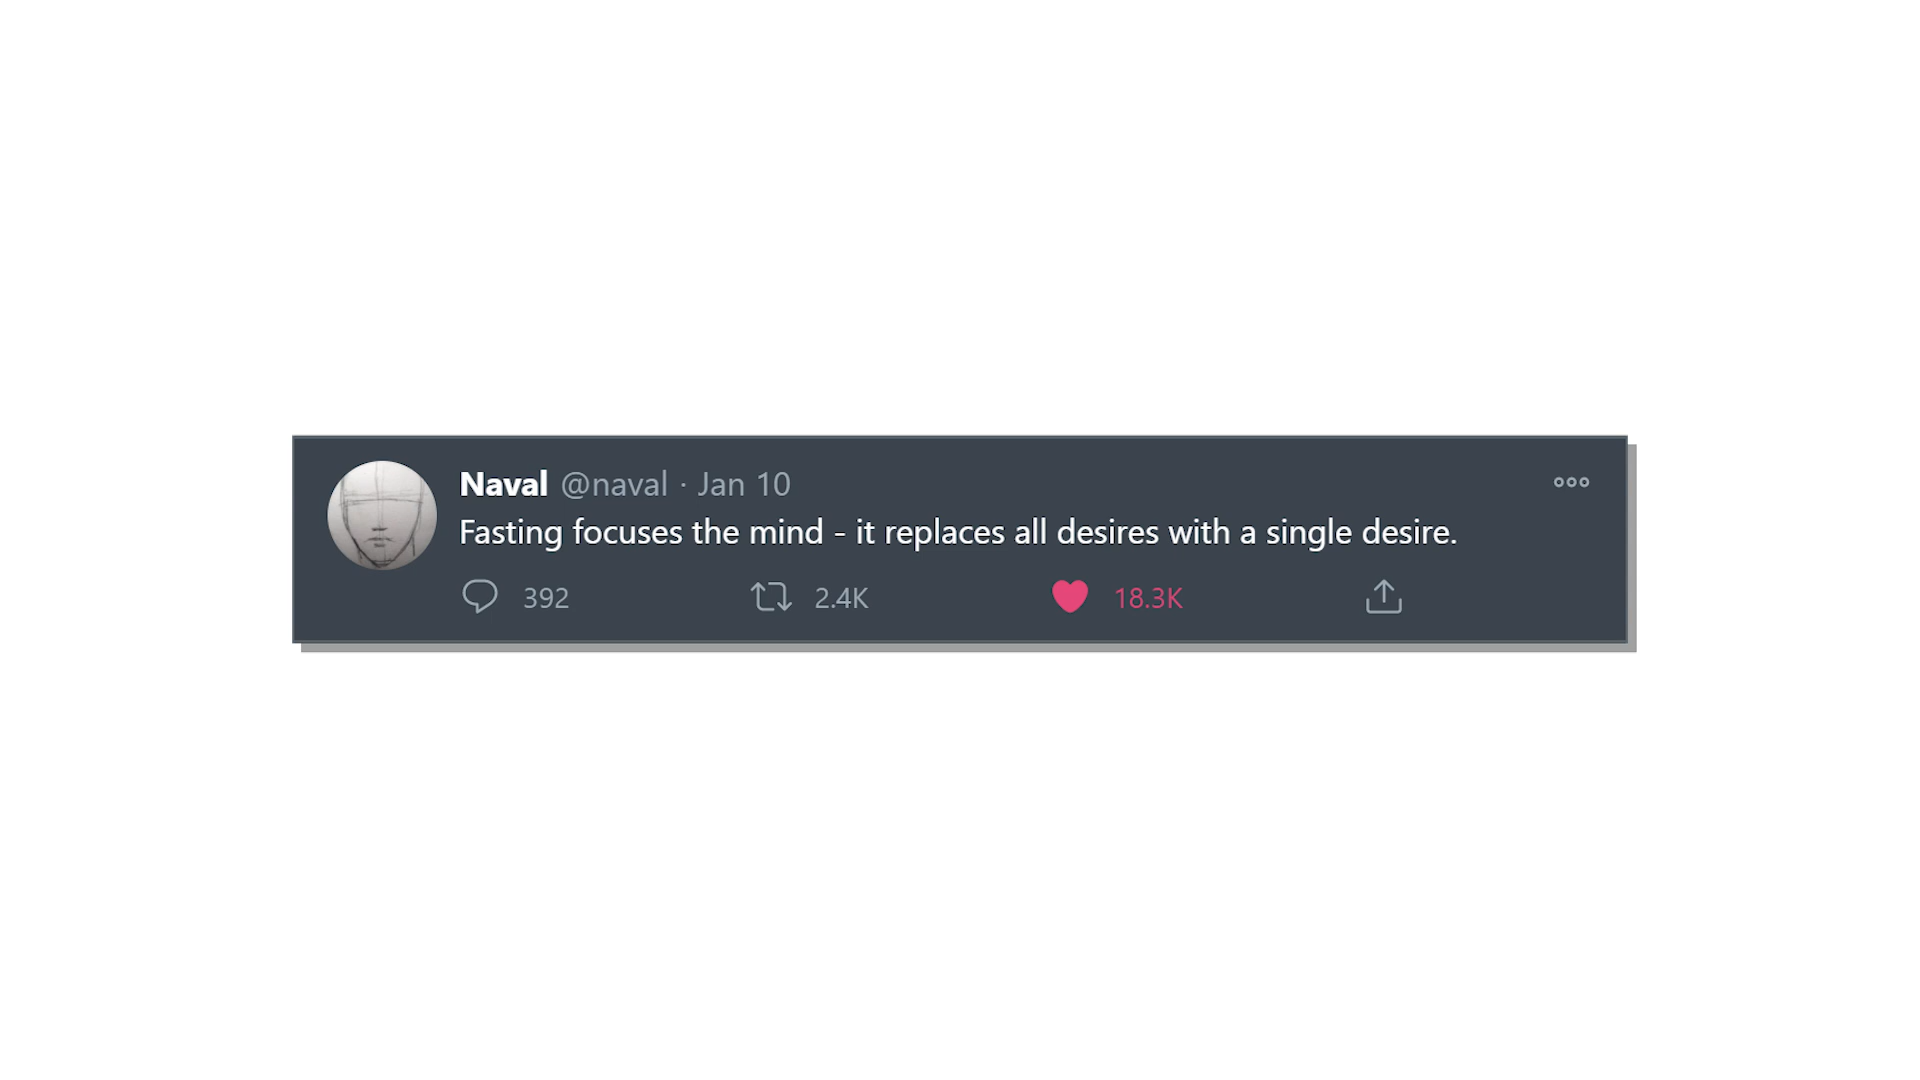 Naval @naval · Jan 10
Fasting focuses the mind - it replaces all desires with a single desire.
392 2.4K 18.3K